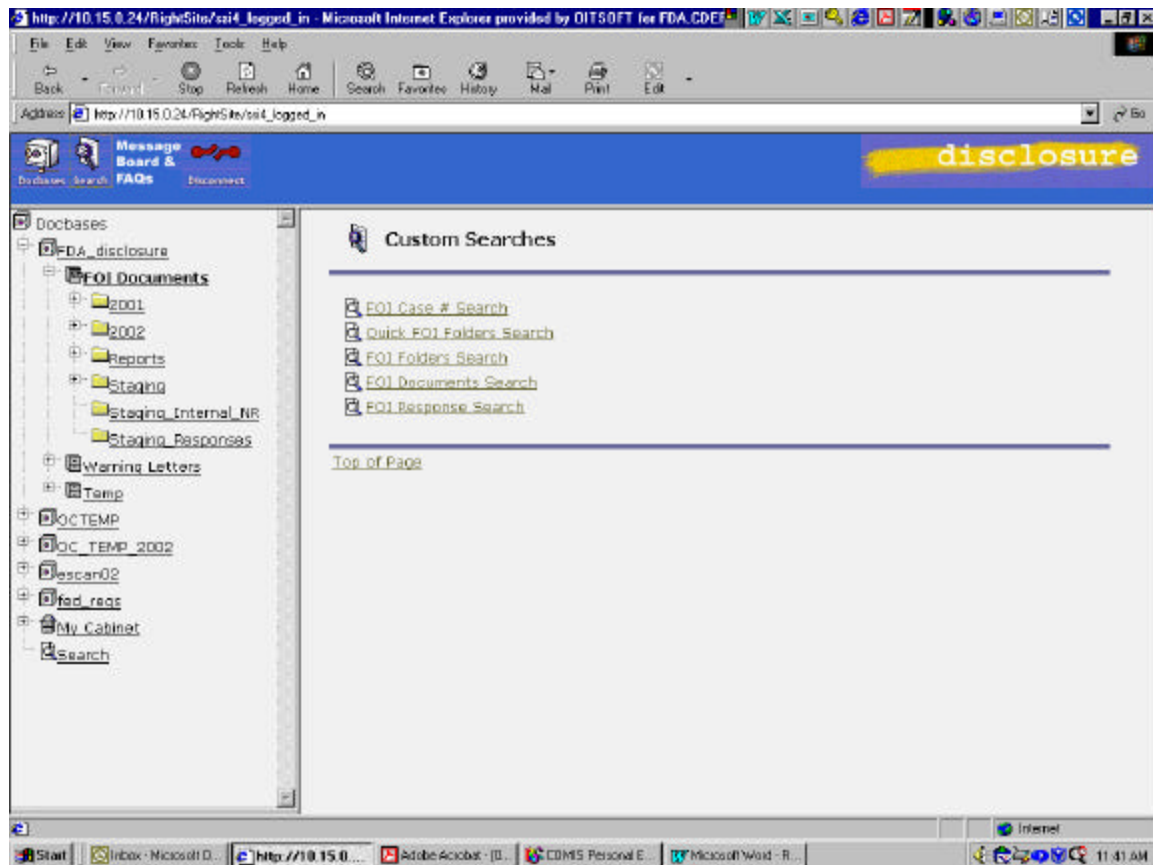 http://10.15.0.24/RightSite/ssi4_logged_in - Microsoft Internet Explorer provided by OITSOFT for FDA.CDER
File Edit View Favorites Tools Help
Back Forward Stop Refresh Home Search Favorites History Mail Print Edit
Address http://10.15.0.24/RightSite/ssi4_logged_in Go
Message
Board &
Docbases Search FAQs Disconnect
disclosure
Docbases
FDA_disclosure
FOI Documents
2001
2002
Reports
Staging
Staging_Internal_NR
Staging_Responses
Warning Letters
Temp
OCTEMP
OC_TEMP_2002
escan02
fed_regs
My Cabinet
Search
Custom Searches
FOI Case # Search
Quick FOI Folders Search
FOI Folders Search
FOI Documents Search
FOI Response Search
Top of Page
Internet
Start Inbox - Microsoft O... http://10.15.0.... Adobe Acrobat - [D... COMIS Personal E... Microsoft Word - R... 11:41 AM